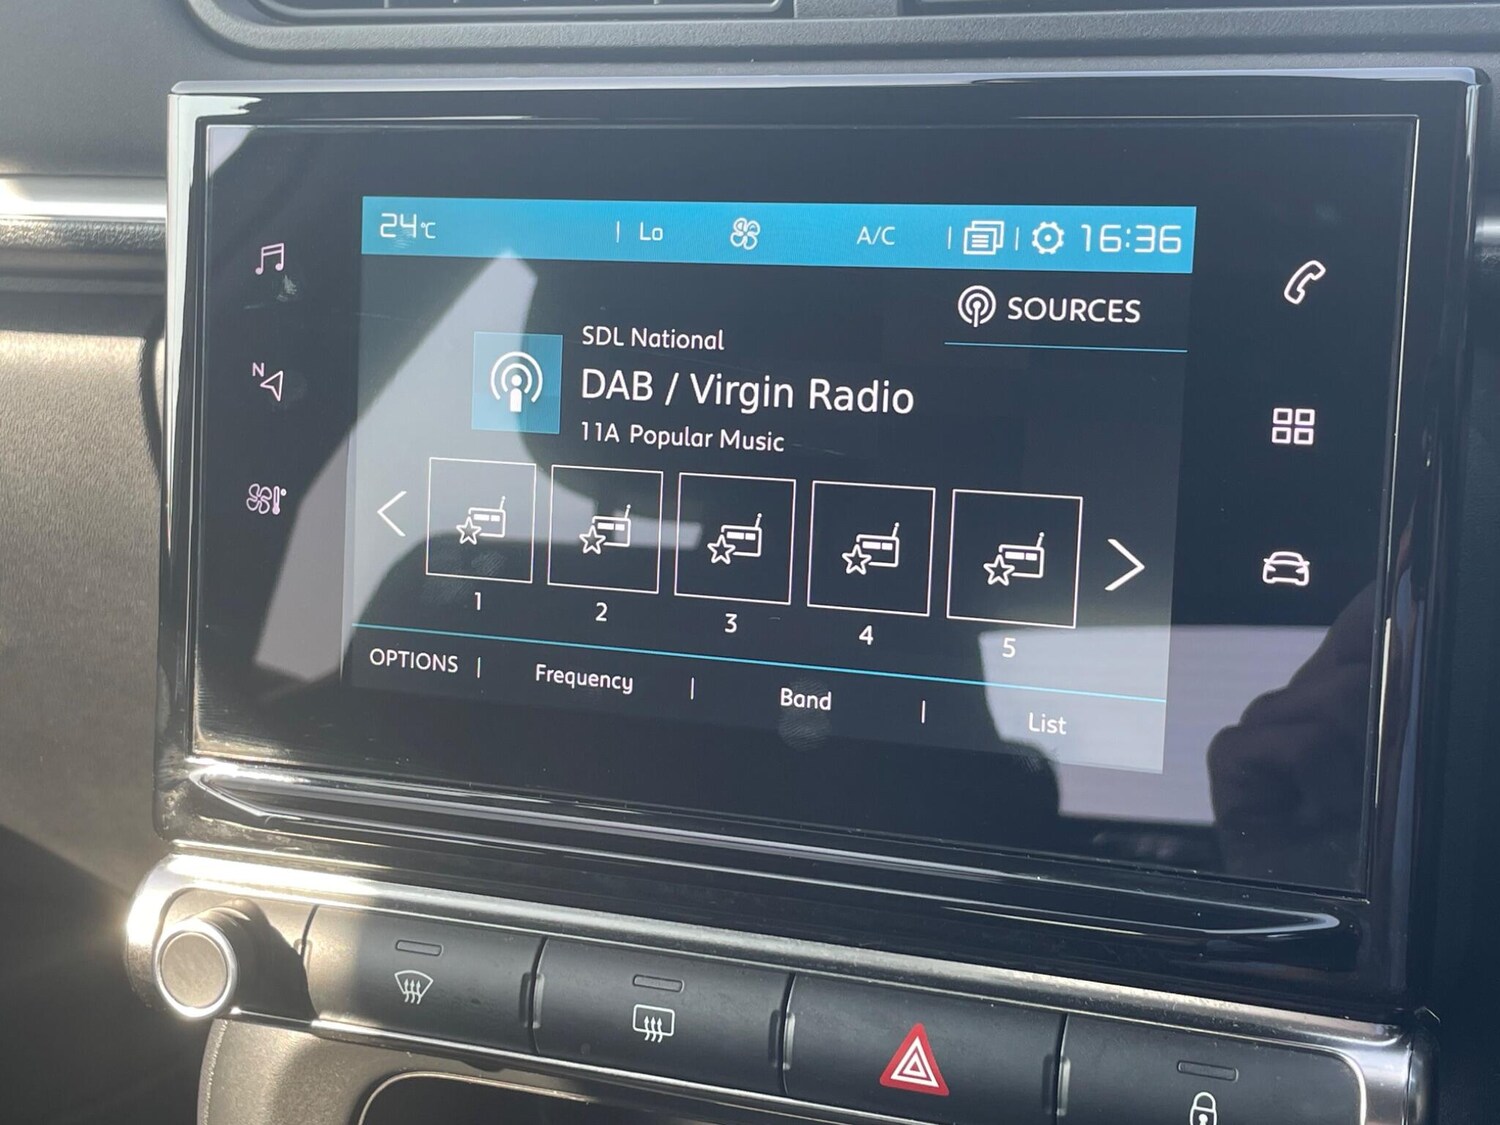 24°C | Lo A/C | | 16:36
SOURCES
SDL National
DAB / Virgin Radio
11A Popular Music
N
1 2 3 4 5
OPTIONS | Frequency | Band | List